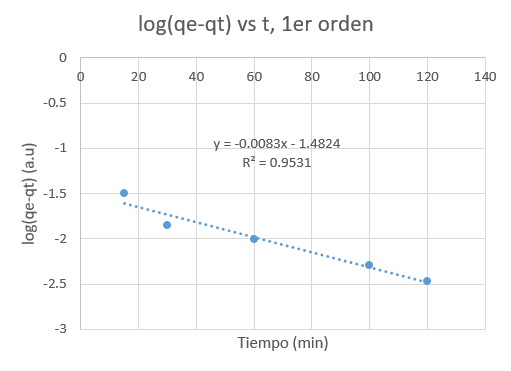 log(qe-qt) vs t, 1er orden
0
0 20 40 60 80 100 120 140
-0.5
-1
y = -0.0083x - 1.4824
R² = 0.9531
-1.5
-2
-2.5
-3
log(qe-qt) (a.u)
Tiempo (min)